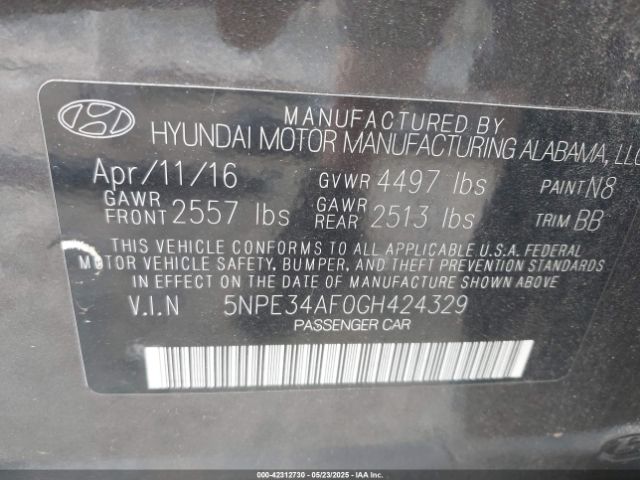 MANUFACTURED BY
HYUNDAI MOTOR MANUFACTURING ALABAMA, LLC
Apr/11/16 GVWR 4497 lbs PAINT N8
GAWR FRONT 2557 lbs GAWR REAR 2513 lbs TRIM BB
THIS VEHICLE CONFORMS TO ALL APPLICABLE U.S.A. FEDERAL
MOTOR VEHICLE SAFETY, BUMPER, AND THEFT PREVENTION STANDARDS
IN EFFECT ON THE DATE OF MANUFACTURE SHOWN ABOVE
V.I.N 5NPE34AF0GH424329
PASSENGER CAR
000-42312730 - 05/23/2025 - COPYRIGHT IAA, LLC.